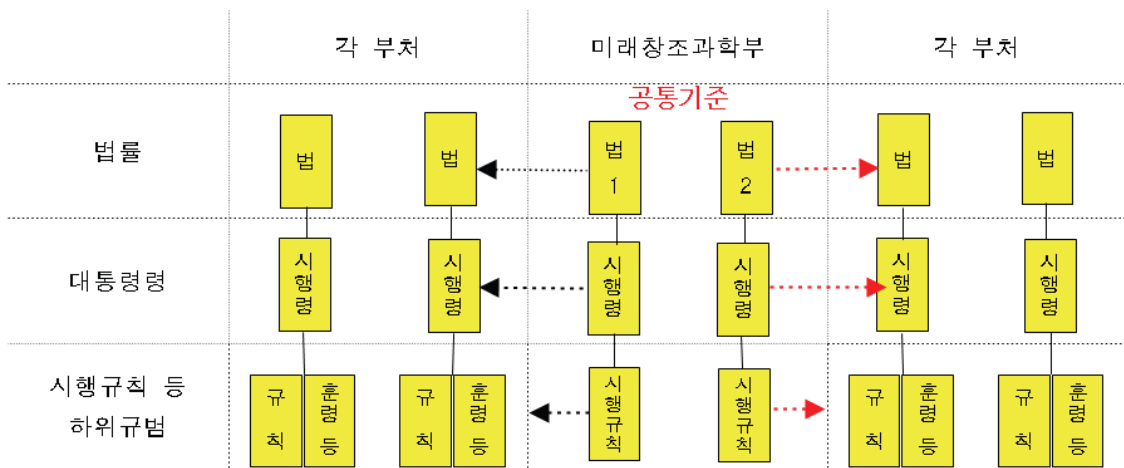 각 부처 미래창조과학부 각 부처
공통기준
법률 법 법 법 1 법 2 법 법
대통령령 시행령 시행령 시행령 시행령 시행령 시행령
시행규칙 등
하위규범
규칙 훈령 등 규칙 훈령 등 시행규칙 시행규칙 규칙 훈령 등 규칙 훈령 등